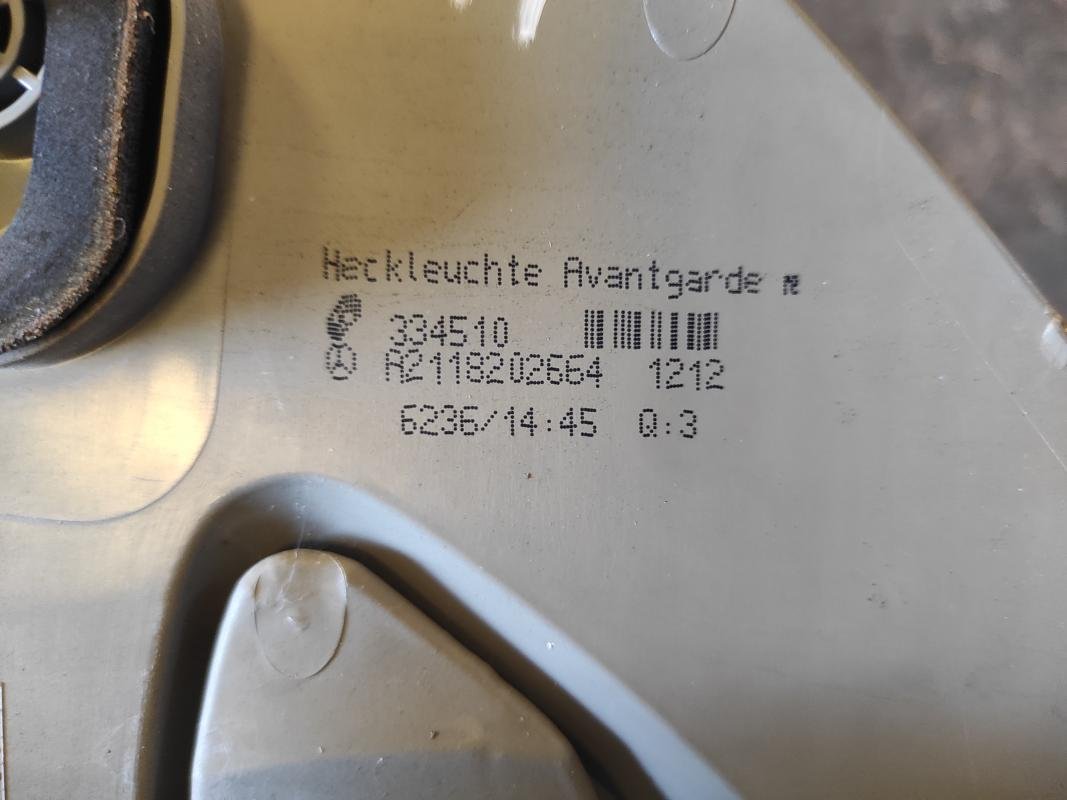 Heckleuchte Avantgarde R
334510
A2118202664 1212
6236/14:45 Q:3